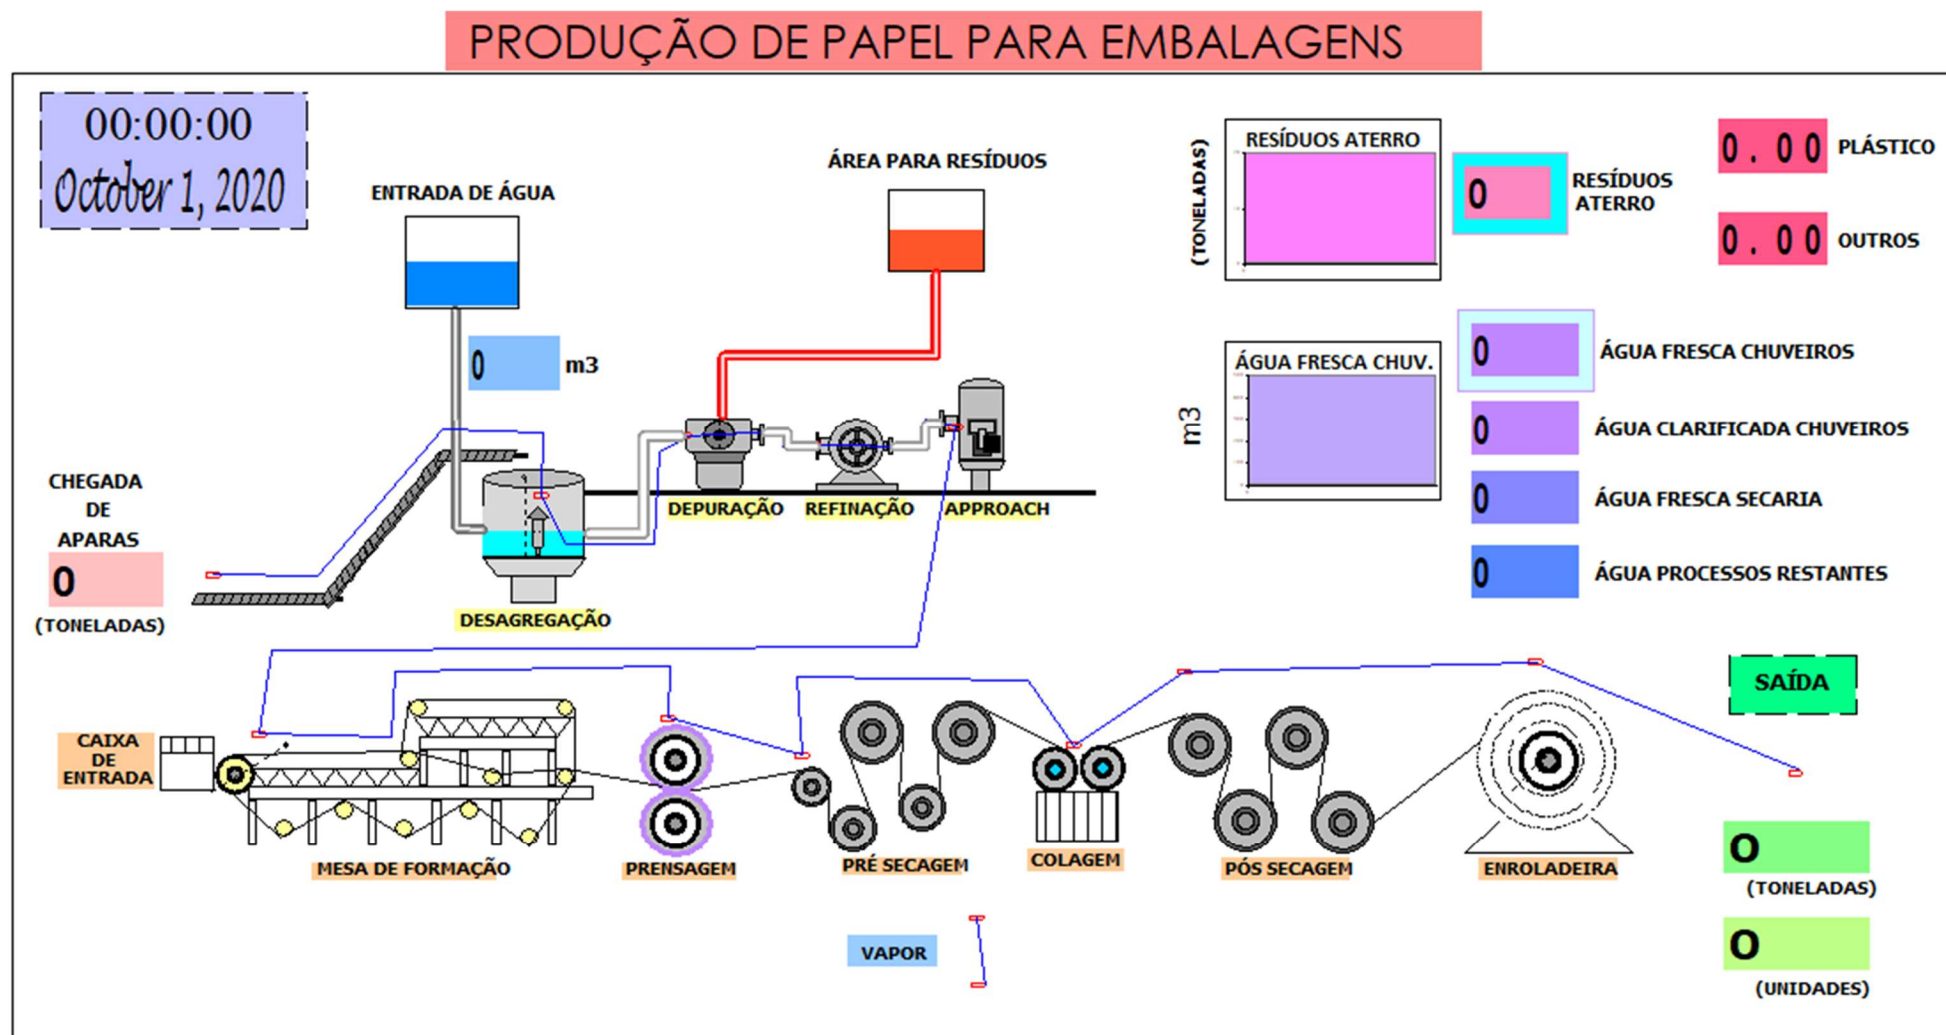 PRODUÇÃO DE PAPEL PARA EMBALAGENS
00:00:00
October 1, 2020
ENTRADA DE ÁGUA
0
m3
ÁREA PARA RESÍDUOS
(TONELADAS)
RESÍDUOS ATERRO
0
RESÍDUOS
ATERRO
0.00
PLÁSTICO
0.00
OUTROS
m3
ÁGUA FRESCA CHUV.
0
ÁGUA FRESCA CHUVEIROS
0
ÁGUA CLARIFICADA CHUVEIROS
0
ÁGUA FRESCA SECARIA
0
ÁGUA PROCESSOS RESTANTES
CHEGADA
DE
APARAS
0
(TONELADAS)
DESAGREGAÇÃO
DEPURAÇÃO
REFINAÇÃO
APPROACH
CAIXA
DE
ENTRADA
MESA DE FORMAÇÃO
PRENSAGEM
PRÉ SECAGEM
COLAGEM
PÓS SECAGEM
ENROLADEIRA
SAÍDA
0
(TONELADAS)
0
(UNIDADES)
VAPOR